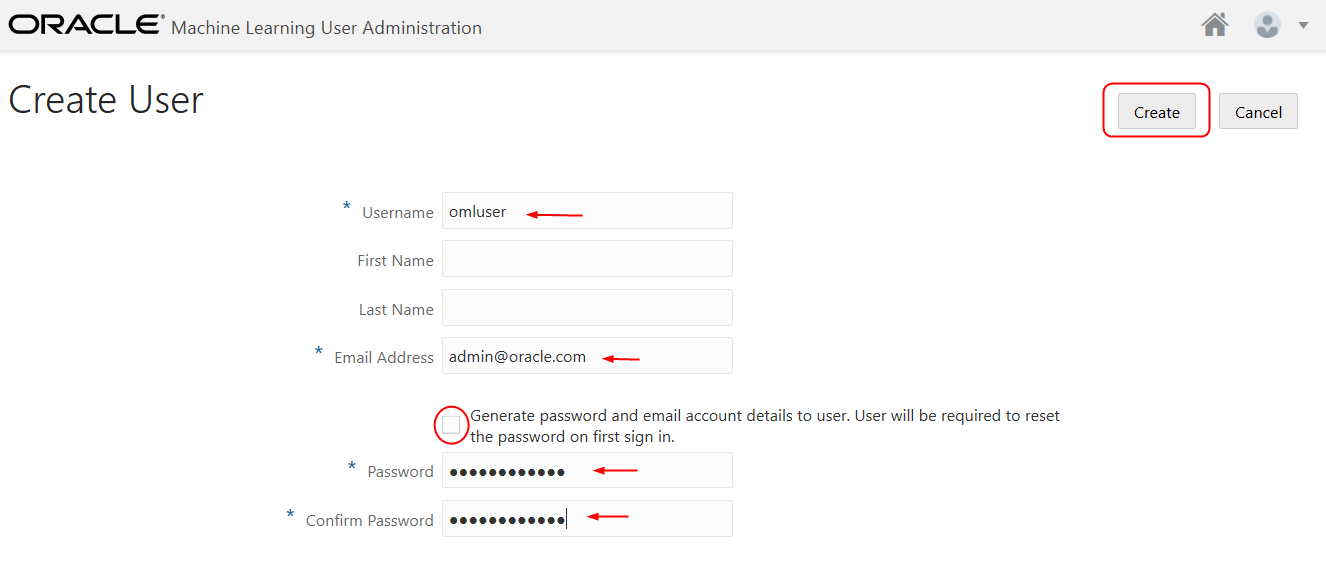 ORACLE® Machine Learning User Administration
Create User
Create
Cancel
* Username omluser
First Name
Last Name
* Email Address admin@oracle.com
Generate password and email account details to user. User will be required to reset
the password on first sign in.
* Password ●●●●●●●●●●●●
* Confirm Password ●●●●●●●●●●●●